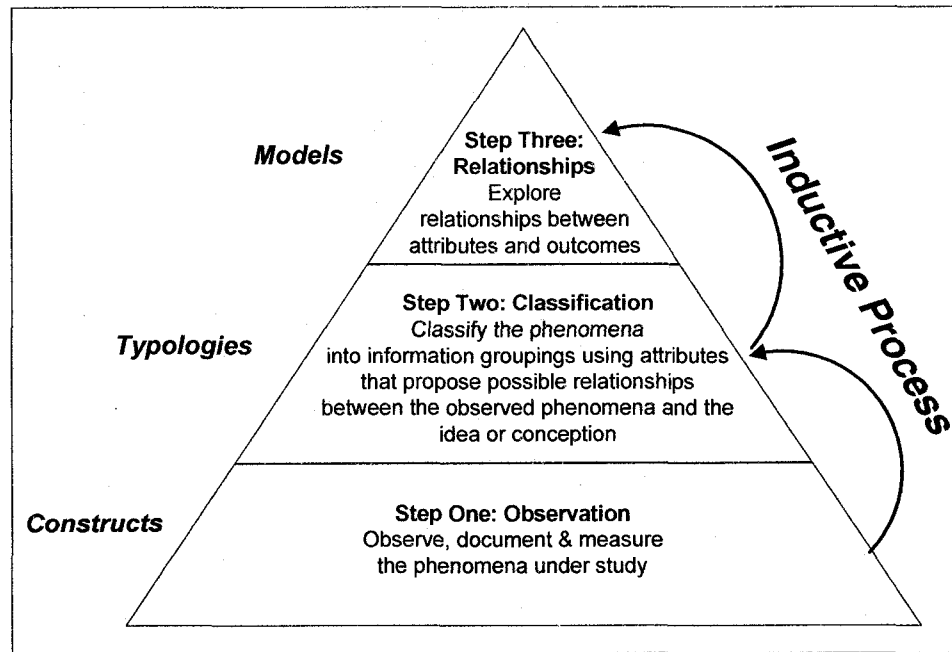 Models
Step Three:
Relationships
Explore
relationships between
attributes and outcomes
Typologies
Step Two: Classification
Classify the phenomena
into information groupings using attributes
that propose possible relationships
between the observed phenomena and the
idea or conception
Constructs
Step One: Observation
Observe, document & measure
the phenomena under study
Inductive Process